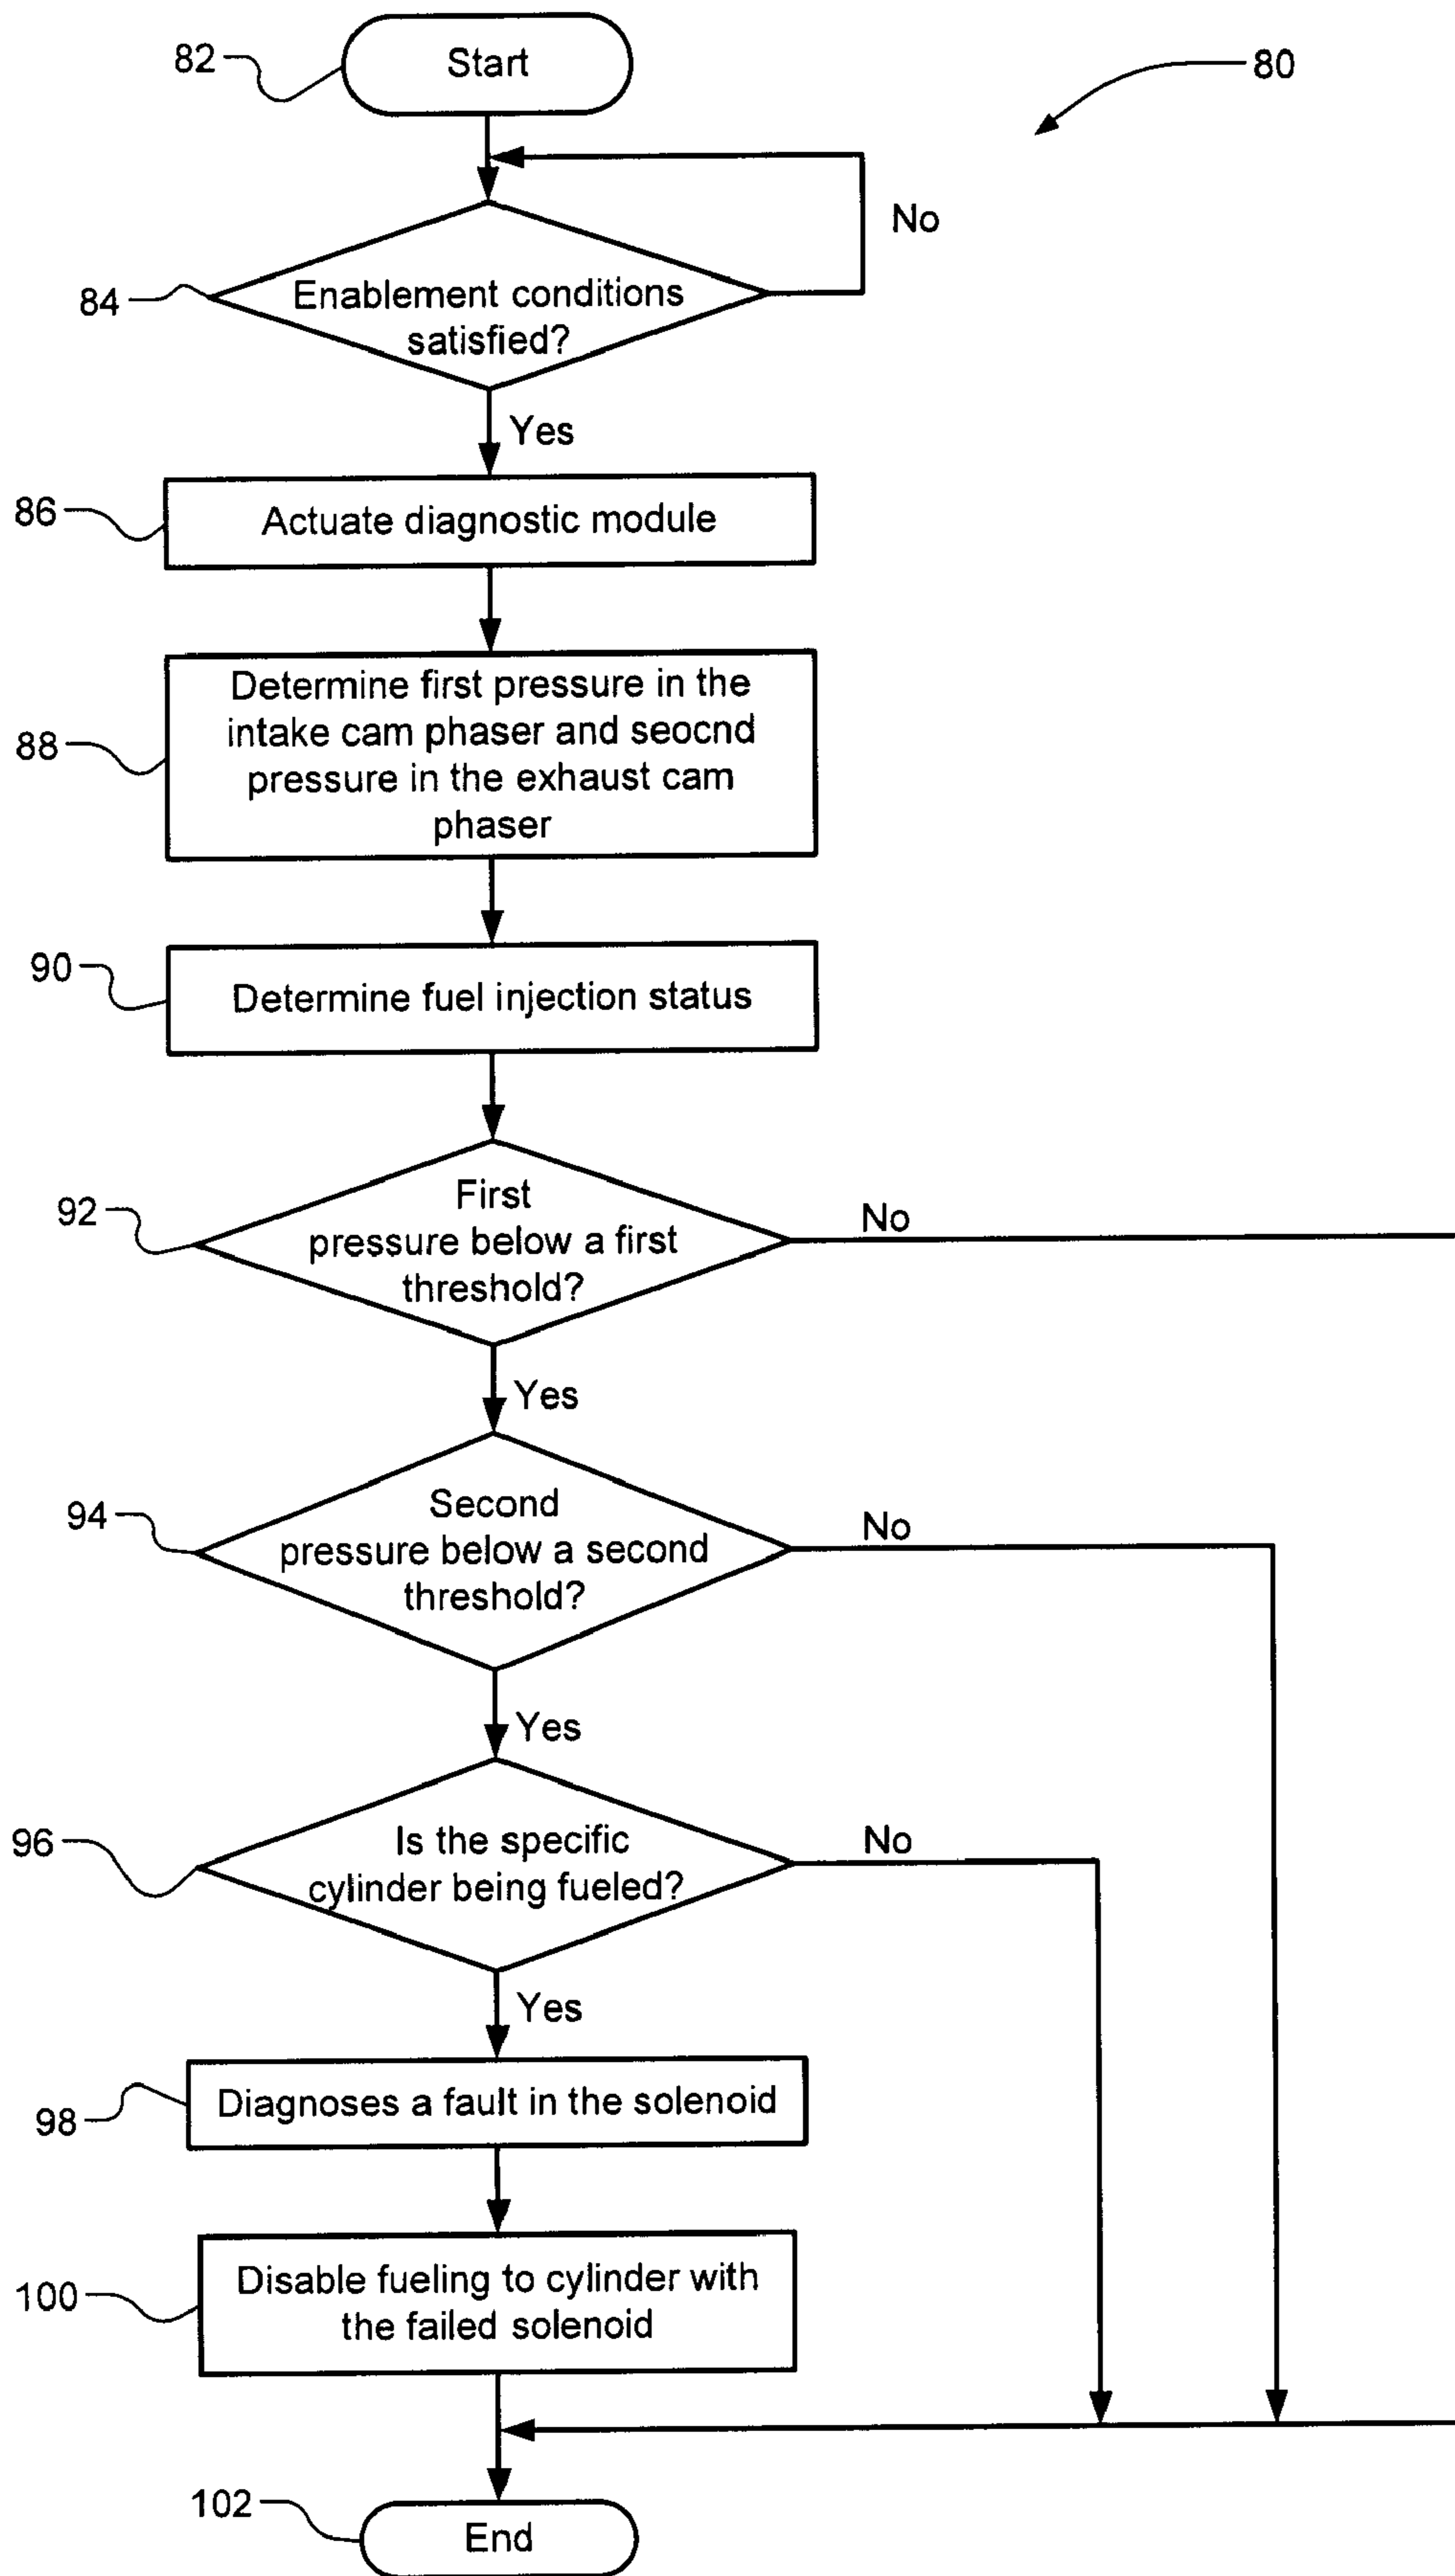 82
Start
80
No
84
Enablement conditions
satisfied?
Yes
86
Actuate diagnostic module
88
Determine first pressure in the
intake cam phaser and seocnd
pressure in the exhaust cam
phaser
90
Determine fuel injection status
92
First
pressure below a first
threshold?
No
Yes
94
Second
pressure below a second
threshold?
No
Yes
96
Is the specific
cylinder being fueled?
No
Yes
98
Diagnoses a fault in the solenoid
100
Disable fueling to cylinder with
the failed solenoid
102
End